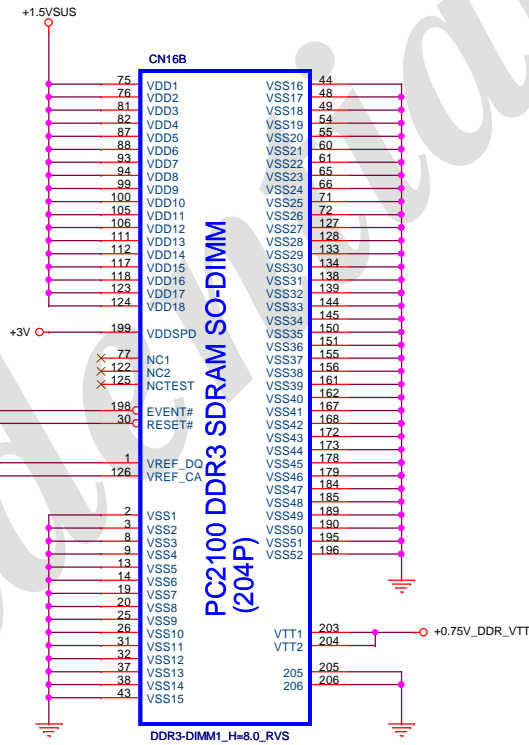 +1.5VSUS
CN16B
75 VDD1 VSS16 44
76 VDD2 VSS17 48
81 VDD3 VSS18 49
82 VDD4 VSS19 54
87 VDD5 VSS20 55
88 VDD6 VSS21 60
93 VDD7 VSS22 61
94 VDD8 VSS23 65
99 VDD9 VSS24 66
100 VDD10 VSS25 71
105 VDD11 VSS26 72
106 VDD12 VSS27 127
111 VDD13 VSS28 128
112 VDD14 VSS29 133
117 VDD15 VSS30 134
118 VDD16 VSS31 138
123 VDD17 VSS32 139
124 VDD18 VSS33 144
VSS34 145
+3V 199 VDDSPD VSS35 150
VSS36 151
77 NC1 VSS37 155
122 NC2 VSS38 156
125 NCTEST VSS39 161
VSS40 162
198 EVENT# VSS41 167
30 RESET# VSS42 168
VSS43 172
VSS44 173
1 VREF_DQ VSS45 178
126 VREF_CA VSS46 179
VSS47 184
VSS48 185
2 VSS1 VSS49 189
3 VSS2 VSS50 190
8 VSS3 VSS51 195
9 VSS4 VSS52 196
13 VSS5
14 VSS6
19 VSS7
20 VSS8
25 VSS9
26 VSS10 VTT1 203 +0.75V_DDR_VTT
31 VSS11 VTT2 204
32 VSS12
37 VSS13 205 205
38 VSS14 206 206
43 VSS15
PC2100 DDR3 SDRAM SO-DIMM
(204P)
DDR3-DIMM1_H=8.0_RVS